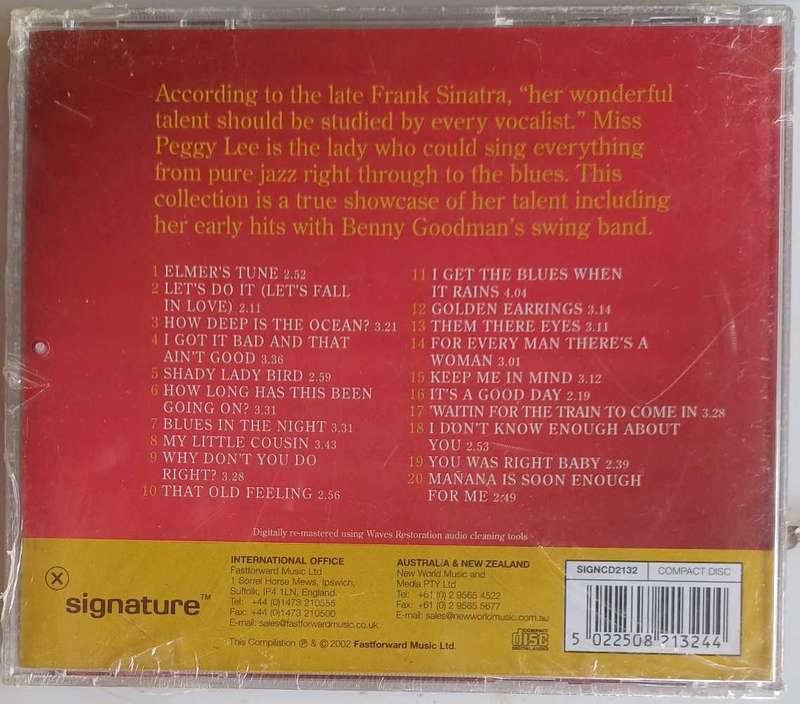 According to the late Frank Sinatra, “her wonderful
talent should be studied by every vocalist.” Miss
Peggy Lee is the lady who could sing everything
from pure jazz right through to the blues. This
collection is a true showcase of her talent including
her early hits with Benny Goodman's swing band.
1 ELMER'S TUNE 2.52
2 LET'S DO IT (LET'S FALL
IN LOVE) 2.11
3 HOW DEEP IS THE OCEAN? 3.21
4 I GOT IT BAD AND THAT
AIN'T GOOD 3.36
5 SHADY LADY BIRD 2.59
6 HOW LONG HAS THIS BEEN
GOING ON? 3.31
7 BLUES IN THE NIGHT 3.31
8 MY LITTLE COUSIN 3.43
9 WHY DON'T YOU DO
RIGHT? 3.28
10 THAT OLD FEELING 2.56
11 I GET THE BLUES WHEN
IT RAINS 4.04
12 GOLDEN EARRINGS 3.14
13 THEM THERE EYES 3.11
14 FOR EVERY MAN THERE'S A
WOMAN 3.01
15 KEEP ME IN MIND 3.12
16 IT'S A GOOD DAY 2.19
17 'WAITIN FOR THE TRAIN TO COME IN 3.28
18 I DON'T KNOW ENOUGH ABOUT
YOU 2.53
19 YOU WAS RIGHT BABY 2.39
20 MAÑANA IS SOON ENOUGH
FOR ME 2.49
Digitally re-mastered using Waves Restoration audio cleaning tools
signature™
INTERNATIONAL OFFICE
Fastforward Music Ltd
1 Sorrel Horse Mews, Ipswich,
Suffolk, IP4 1LN, England.
Tel: +44 (0)1473 210555
Fax: +44 (0)1473 210500
E-mail: sales@fastforwardmusic.co.uk
AUSTRALIA & NEW ZEALAND
New World Music and
Media PTY Ltd
Tel: +61 (0) 2 9565 4522
Fax: +61 (0) 2 9565 5677
E-mail: sales@newworldmusic.com.au
This Compilation ℗ & © 2002 Fastforward Music Ltd.
COMPACT
disc
DIGITAL AUDIO
SIGNCD2132 COMPACT DISC
5 022508 213244